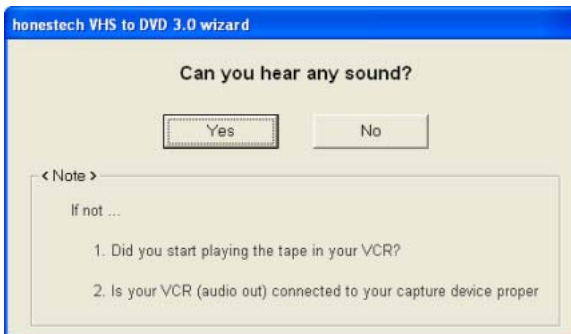 honestech VHS to DVD 3.0 wizard
Can you hear any sound?
Yes No
< Note >
If not ...
1. Did you start playing the tape in your VCR?
2. Is your VCR (audio out) connected to your capture device proper